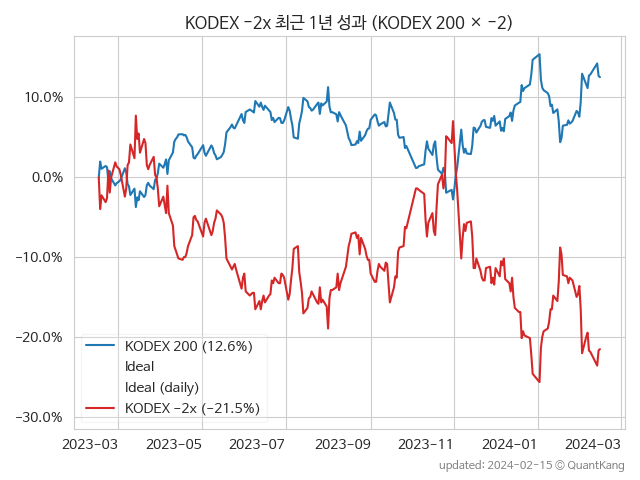 KODEX −2x 최근 1년 성과 (KODEX 200 × −2)
10.0%
0.0%
−10.0%
−20.0%
−30.0%
KODEX 200 (12.6%)
Ideal
Ideal (daily)
KODEX −2x (−21.5%)
2023−03 2023−05 2023−07 2023−09 2023−11 2024−01 2024−03
updated: 2024−02−15 © QuantKang